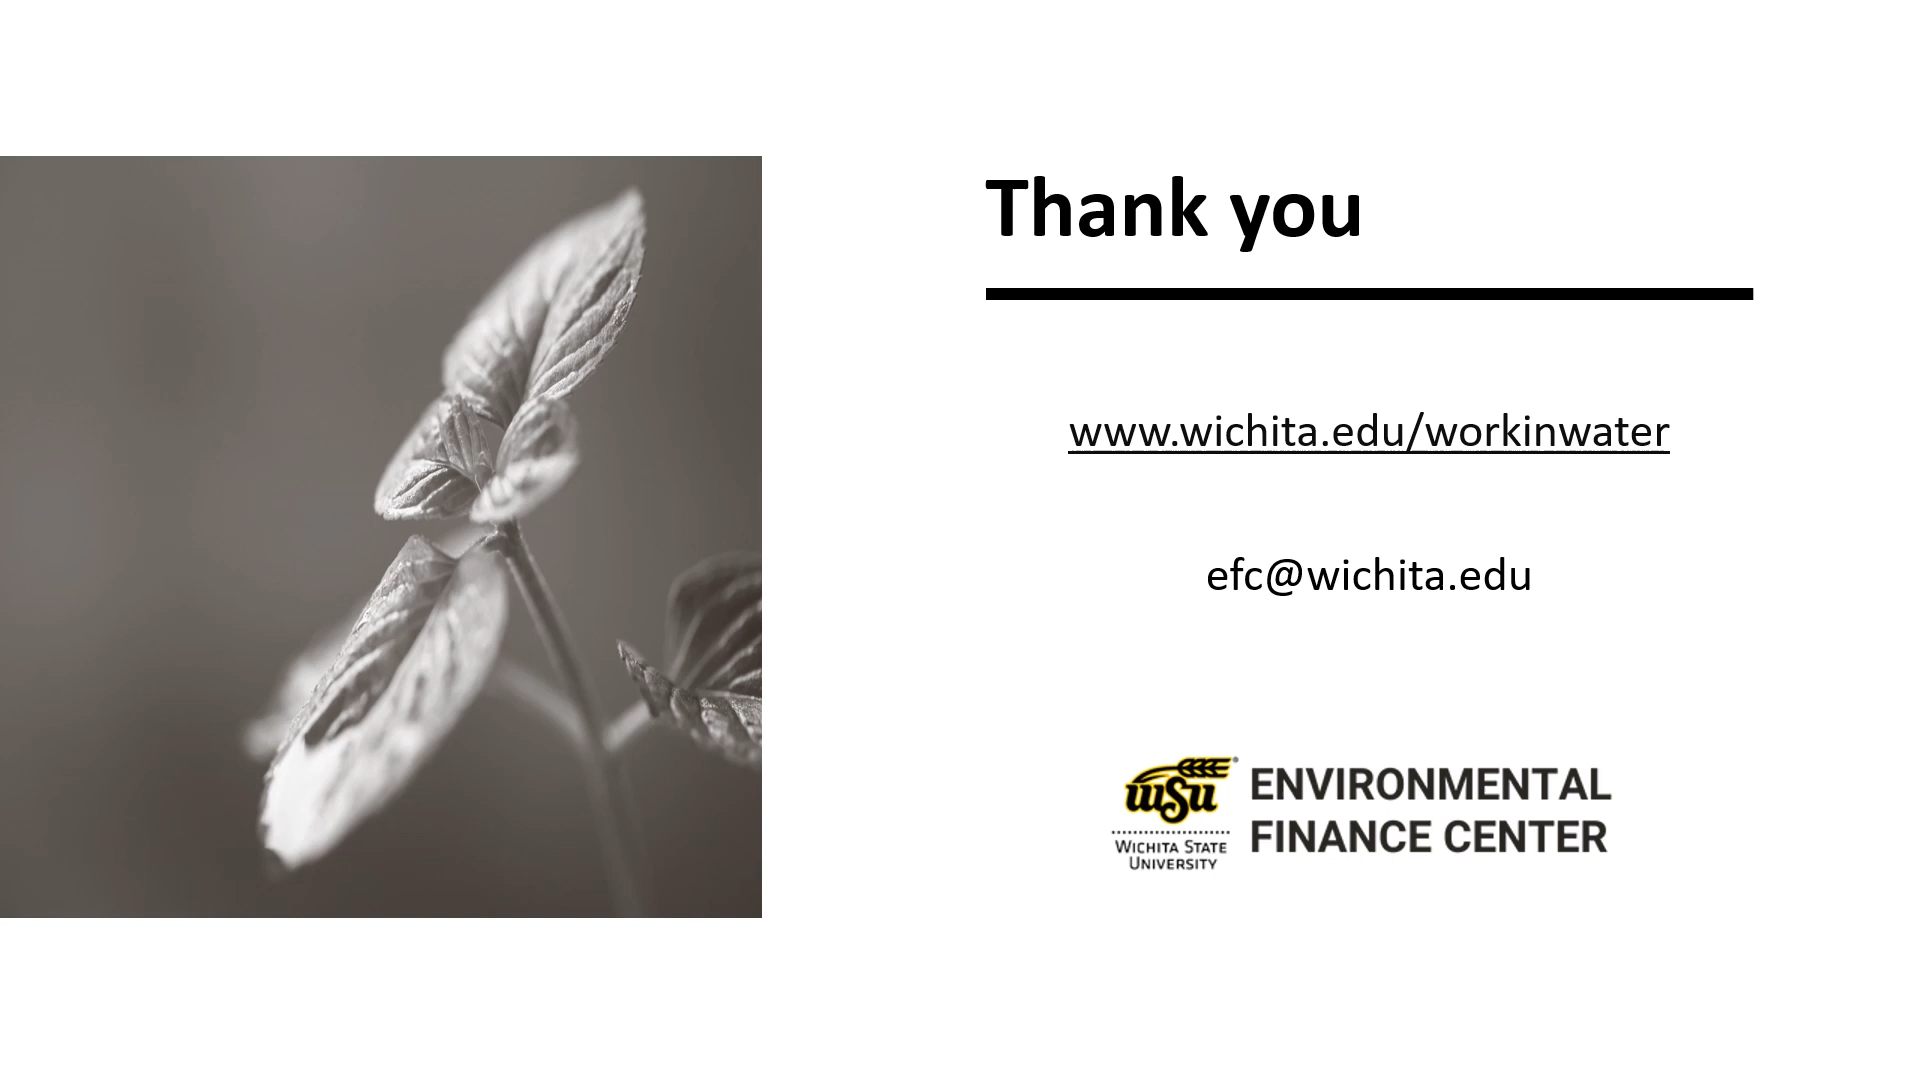 Thank you
www.wichita.edu/workinwater
efc@wichita.edu
wsu
WICHITA STATE
UNIVERSITY
ENVIRONMENTAL
FINANCE CENTER